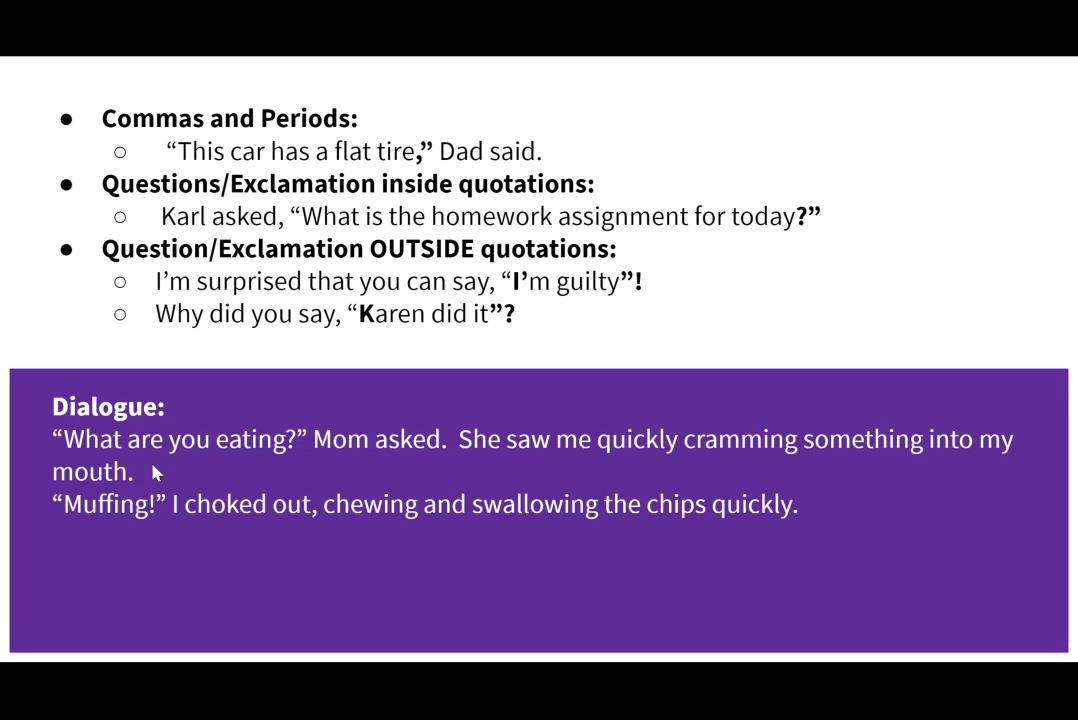 ● Commas and Periods:
○ “This car has a flat tire,” Dad said.
● Questions/Exclamation inside quotations:
○ Karl asked, “What is the homework assignment for today?”
● Question/Exclamation OUTSIDE quotations:
○ I’m surprised that you can say, “I’m guilty”!
○ Why did you say, “Karen did it”?
Dialogue:
“What are you eating?” Mom asked.  She saw me quickly cramming something into my
mouth.
“Muffing!” I choked out, chewing and swallowing the chips quickly.